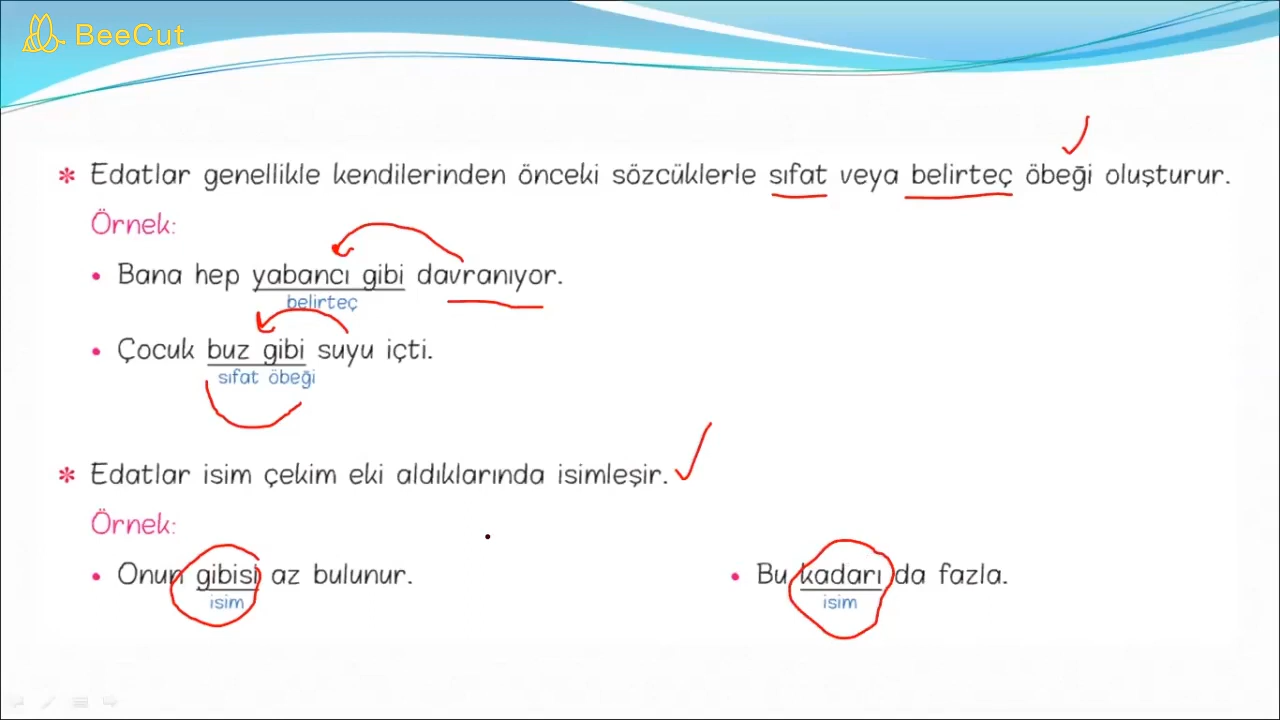 BeeCut
* Edatlar genellikle kendilerinden önceki sözcüklerle sıfat veya belirteç öbeği oluşturur.
Örnek:
• Bana hep yabancı gibi davranıyor.
belirteç
• Çocuk buz gibi suyu içti.
sıfat öbeği
* Edatlar isim çekim eki aldıklarında isimleşir.
Örnek:
• Onun gibisi az bulunur.
isim
• Bu kadarı da fazla.
isim